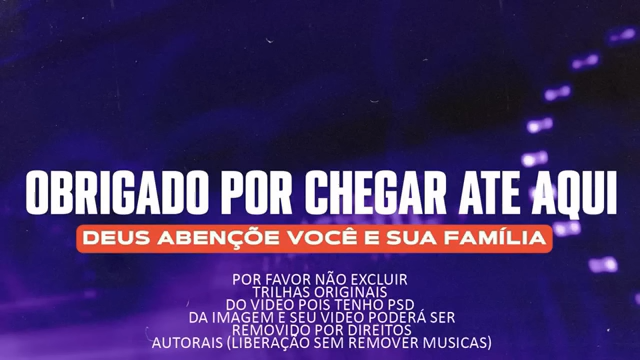 OBRIGADO POR CHEGAR ATE AQUI
DEUS ABENÇÕE VOCÊ E SUA FAMÍLIA
POR FAVOR NÃO EXCLUIR
TRILHAS ORIGINAIS
DO VIDEO POIS TENHO PSD
DA IMAGEM E SEU VIDEO PODERÁ SER
REMOVIDO POR DIREITOS
AUTORAIS (LIBERAÇÃO SEM REMOVER MUSICAS)